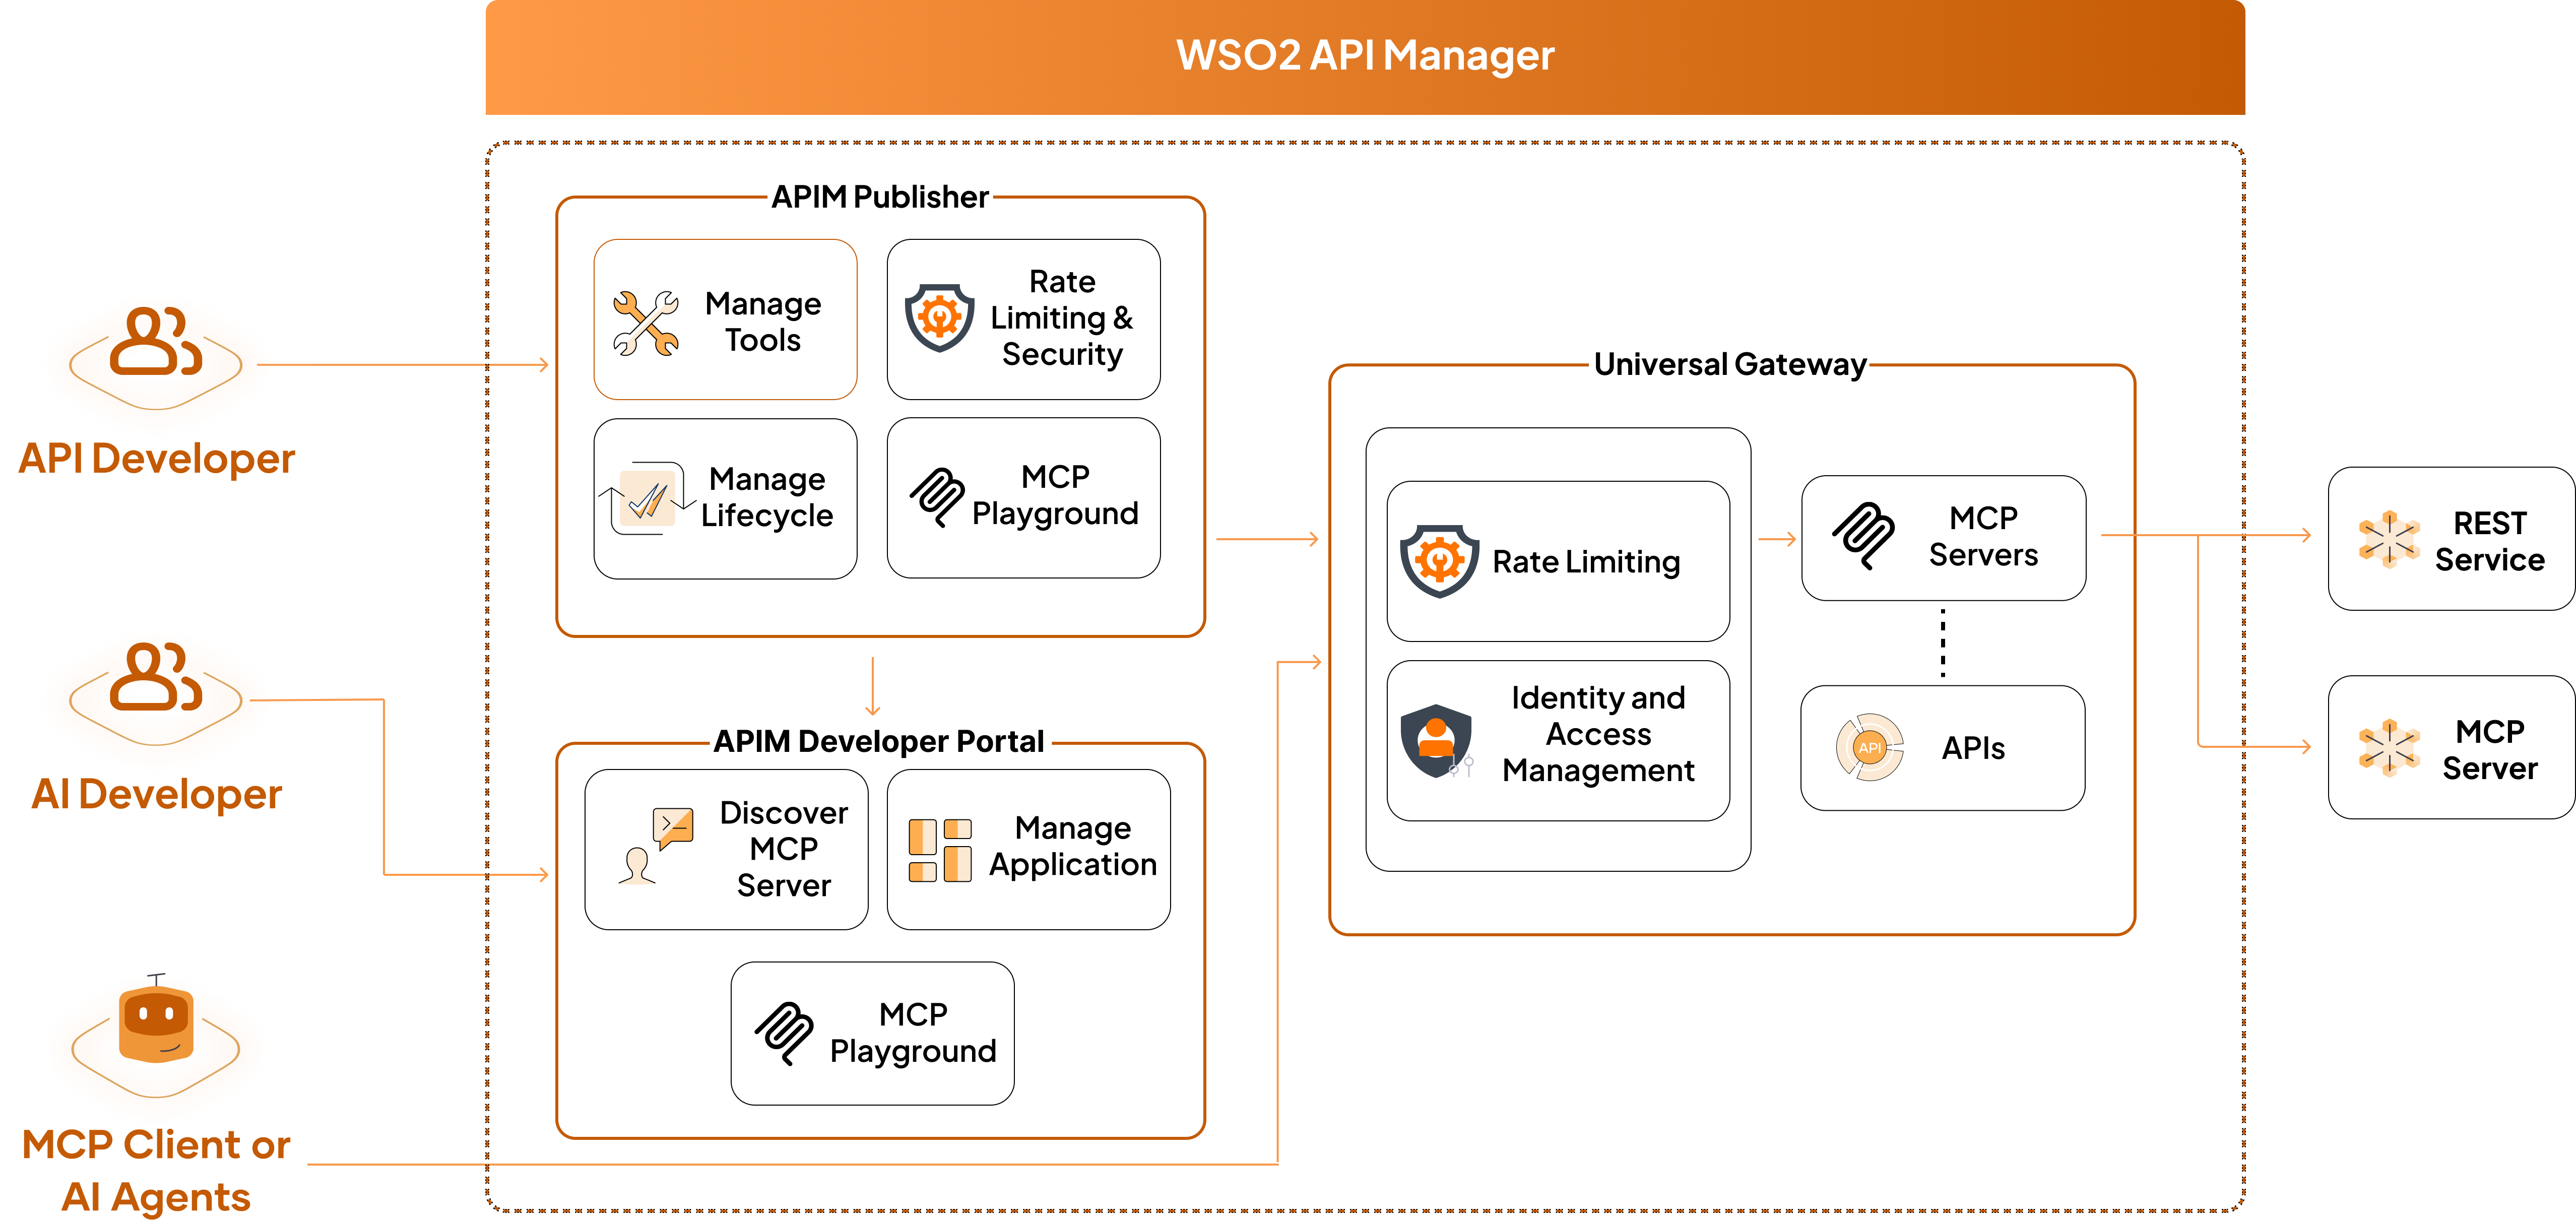 WSO2 API Manager
APIM Publisher
Manage
Tools
Rate
Limiting &
Security
Manage
Lifecycle
MCP
Playground
API Developer
AI Developer
MCP Client or
AI Agents
APIM Developer Portal
Discover
MCP
Server
Manage
Application
MCP
Playground
Universal Gateway
Rate Limiting
Identity and
Access
Management
MCP
Servers
API
APIs
REST
Service
MCP
Server